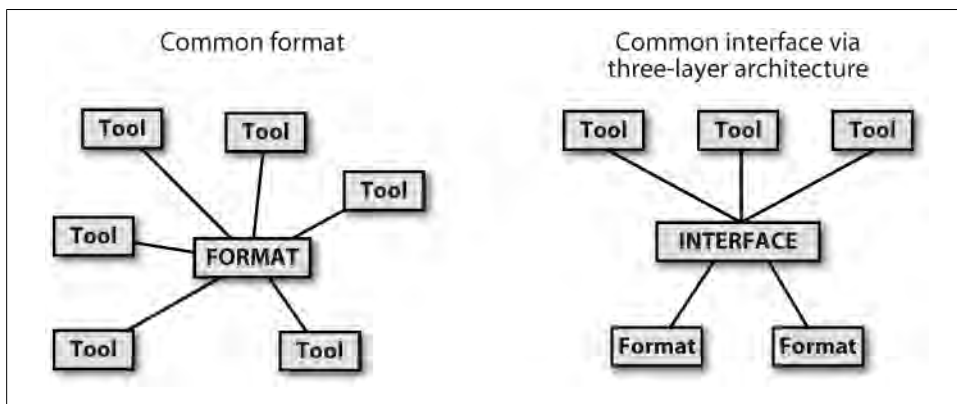 Common format
Tool
Tool
Tool
Tool
FORMAT
Tool
Tool
Common interface via
three-layer architecture
Tool
Tool
Tool
INTERFACE
Format
Format